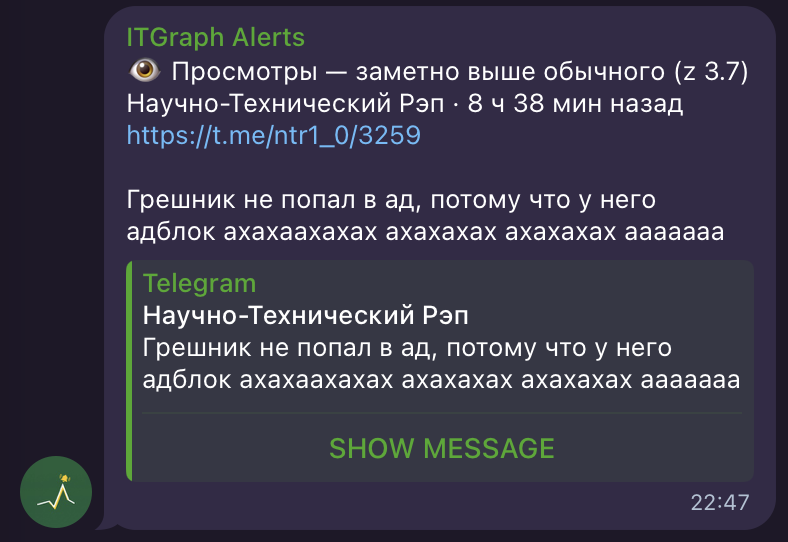 ITGraph Alerts
👁 Просмотры — заметно выше обычного (z 3.7)
Научно-Технический Рэп · 8 ч 38 мин назад
https://t.me/ntr1_0/3259
Грешник не попал в ад, потому что у него
адблок ахахаахахах ахахахах ахахахах ааааааа
Telegram
Научно-Технический Рэп
Грешник не попал в ад, потому что у него
адблок ахахаахахах ахахахах ахахахах ааааааа
SHOW MESSAGE
22:47